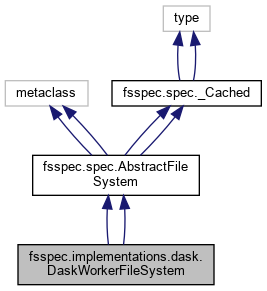 type
metaclass
fsspec.spec._Cached
fsspec.spec.AbstractFile
System
fsspec.implementations.dask.
DaskWorkerFileSystem